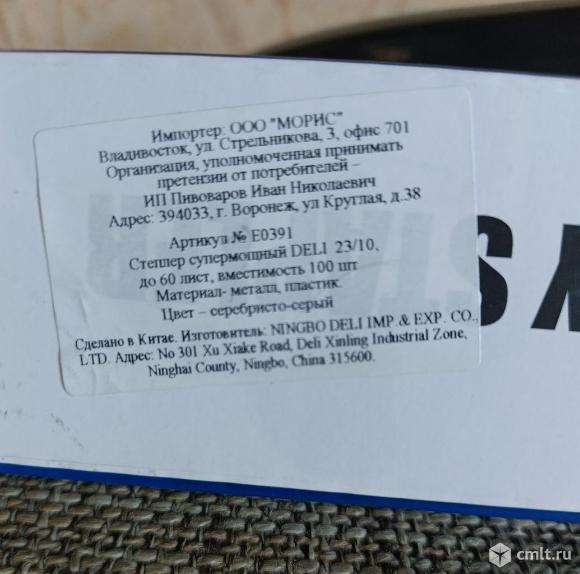 Импортер: ООО "МОРИС"
Владивосток, ул. Стрельникова, 3, офис 701
Организация, уполномоченная принимать
претензии от потребителей –
ИП Пивоваров Иван Николаевич
Адрес: 394033, г. Воронеж, ул Круглая, д.38
Артикул № E0391
Степлер супермощный DELI 23/10,
до 60 лист, вместимость 100 шт
Материал- металл, пластик.
Цвет – серебристо-серый
Сделано в Китае. Изготовитель: NINGBO DELI IMP.& EXP. CO.,
LTD. Адрес: No 301 Xu Xiake Road, Deli Xinling Industrial Zone,
Ninghai County, Ningbo, China 315600.
cmlt.ru